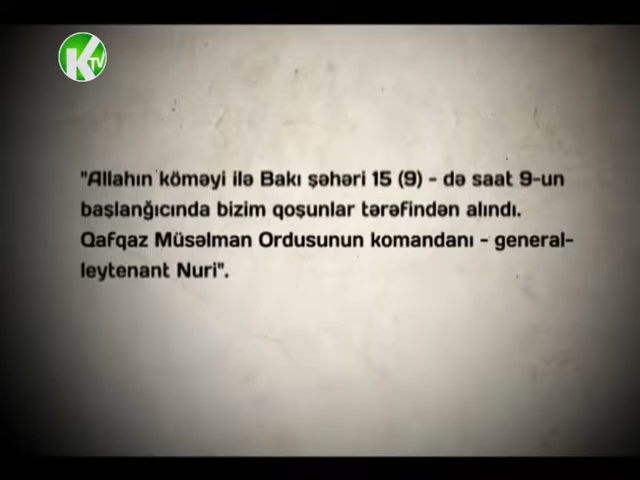 KTV
"Allahın köməyi ilə Bakı şəhəri 15 (9) - də saat 9-un
başlanğıcında bizim qoşunlar tərəfindən alındı.
Qafqaz Müsəlman Ordusunun komandanı - general-
leytenant Nuri".